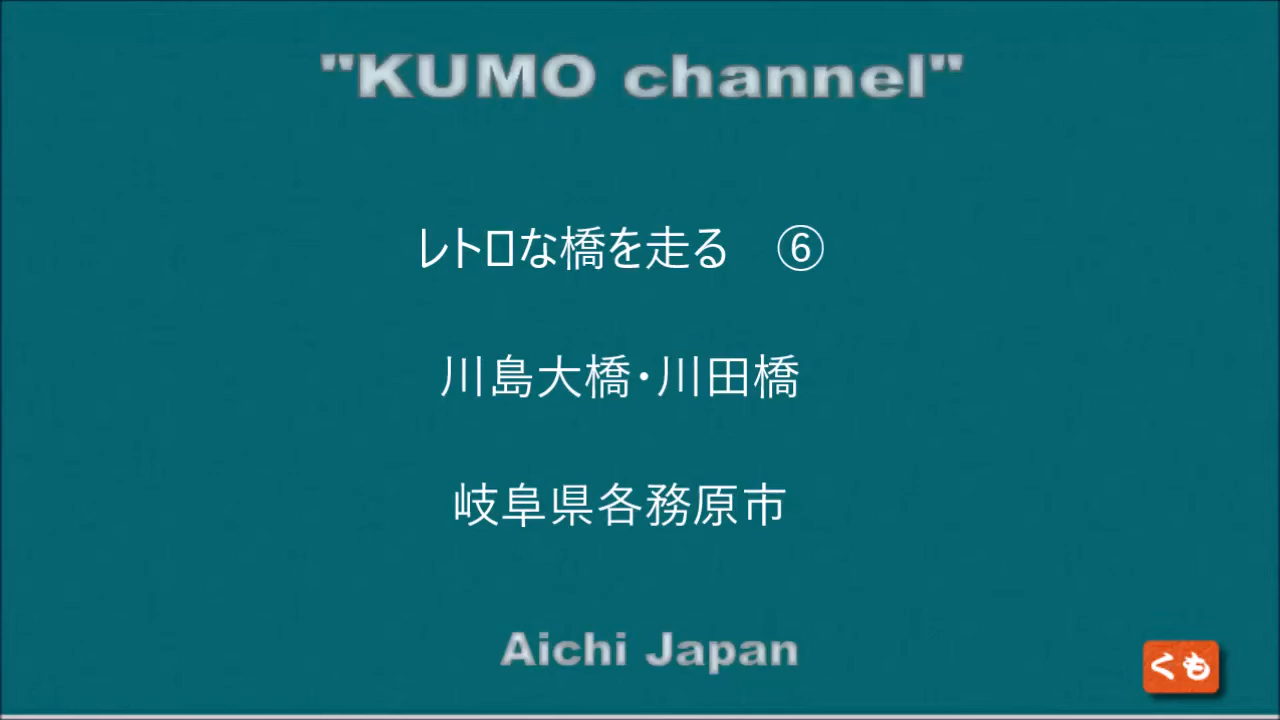 "KUMO channel"
レトロな橋を走る　⑥
川島大橋・川田橋
岐阜県各務原市
Aichi Japan
くも